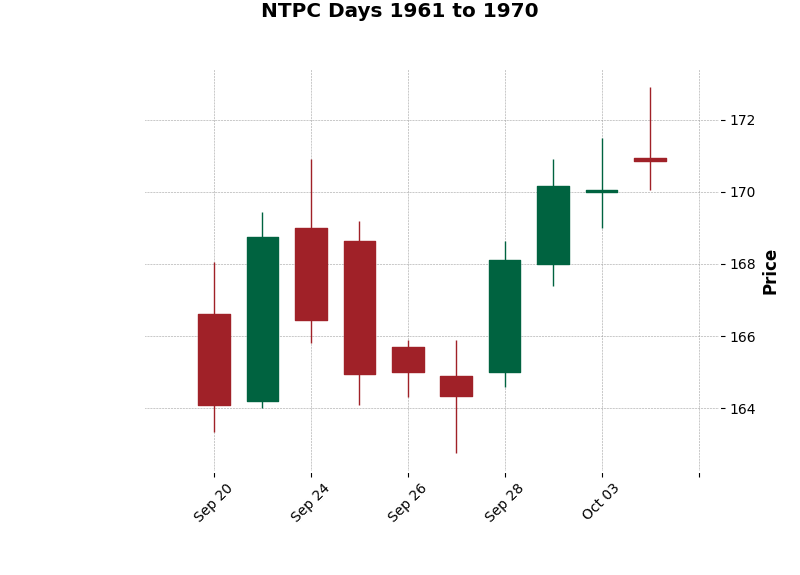 NTPC Days 1961 to 1970
172
170
168
166
164
Price
Sep 20
Sep 24
Sep 26
Sep 28
Oct 03